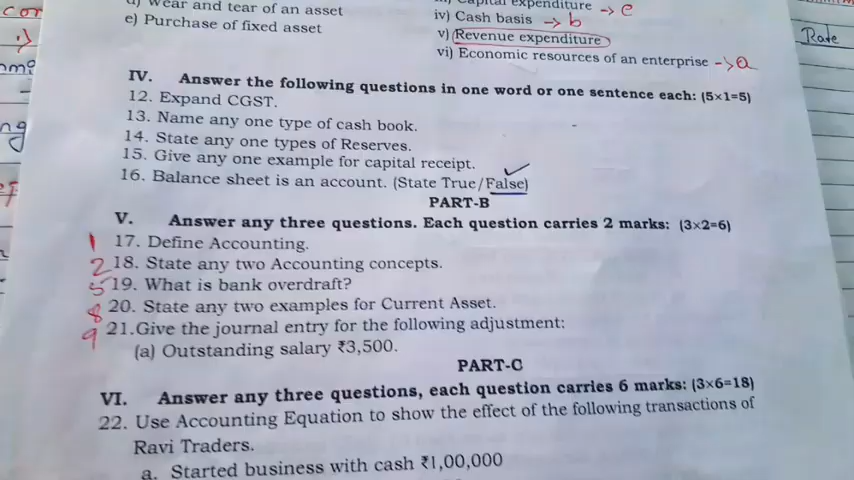 d) Wear and tear of an asset
e) Purchase of fixed asset
Capital expenditure → e
iv) Cash basis → b
v) Revenue expenditure
vi) Economic resources of an enterprise → a
Rate
IV. Answer the following questions in one word or one sentence each: (5×1=5)
12. Expand CGST.
13. Name any one type of cash book.
14. State any one types of Reserves.
15. Give any one example for capital receipt.
16. Balance sheet is an account. (State True/False)
PART-B
V. Answer any three questions. Each question carries 2 marks: (3×2=6)
1 17. Define Accounting.
2 18. State any two Accounting concepts.
5 19. What is bank overdraft?
8 20. State any two examples for Current Asset.
9 21.Give the journal entry for the following adjustment:
(a) Outstanding salary ₹3,500.
PART-C
VI. Answer any three questions, each question carries 6 marks: (3×6=18)
22. Use Accounting Equation to show the effect of the following transactions of
Ravi Traders.
a. Started business with cash ₹1,00,000